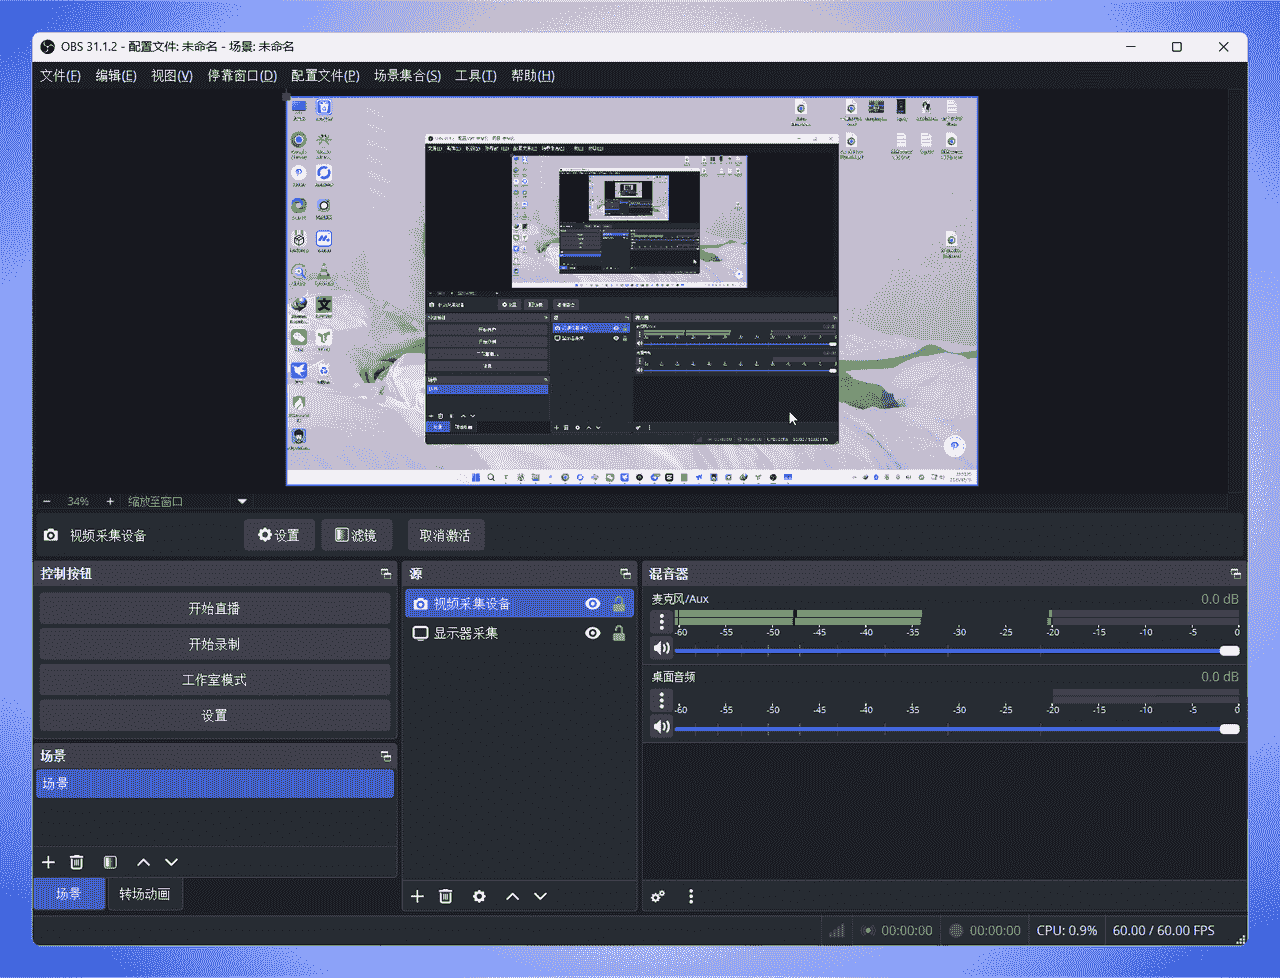 OBS 31.1.2 - 配置文件: 未命名 - 场景: 未命名
文件(F) 编辑(E) 视图(V) 停靠窗口(D) 配置文件(P) 场景集合(S) 工具(T) 帮助(H)
34% 缩放至窗口
视频采集设备 设置 滤镜 取消激活
控制按钮
开始直播
开始录制
工作室模式
设置
场景
场景
场景 转场动画
源
视频采集设备
显示器采集
混音器
麦克风/Aux 0.0 dB
-60 -55 -50 -45 -40 -35 -30 -25 -20 -15 -10 -5 0
桌面音频 0.0 dB
-60 -55 -50 -45 -40 -35 -30 -25 -20 -15 -10 -5 0
00:00:00 00:00:00 CPU: 0.9% 60.00 / 60.00 FPS